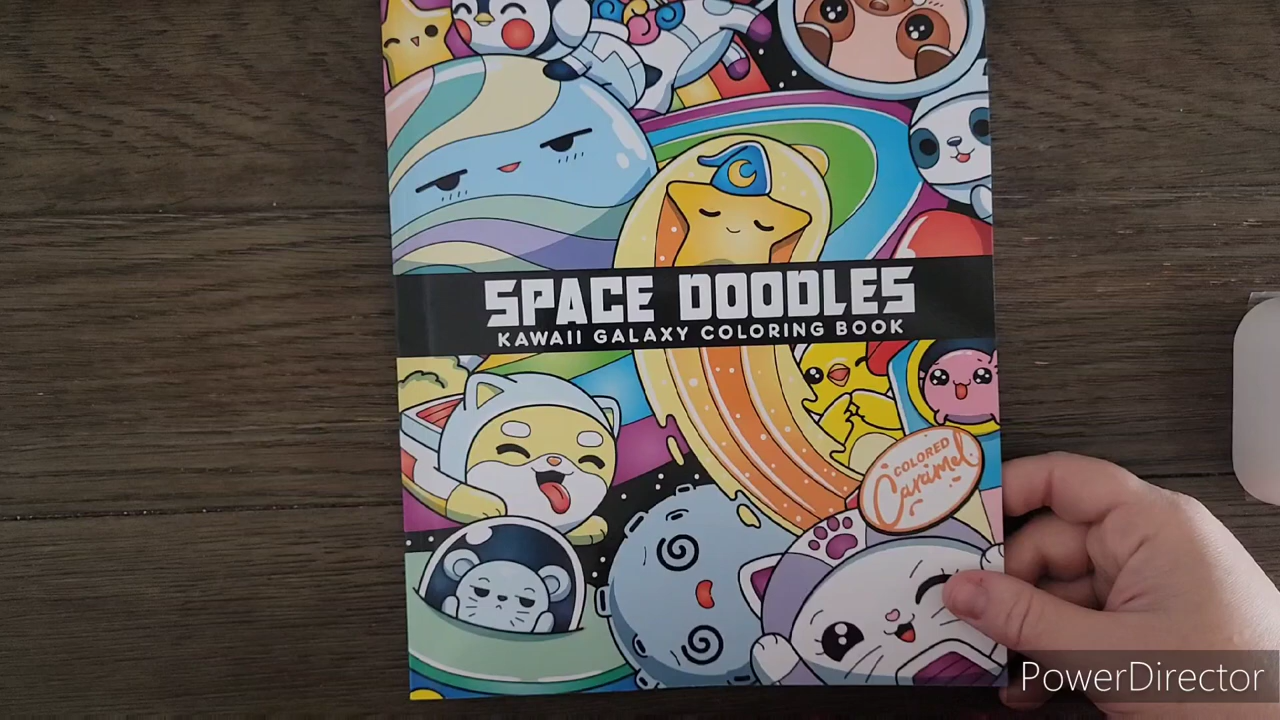 SPACE DOODLES
KAWAII GALAXY COLORING BOOK
COLORED
Caramel
PowerDirector